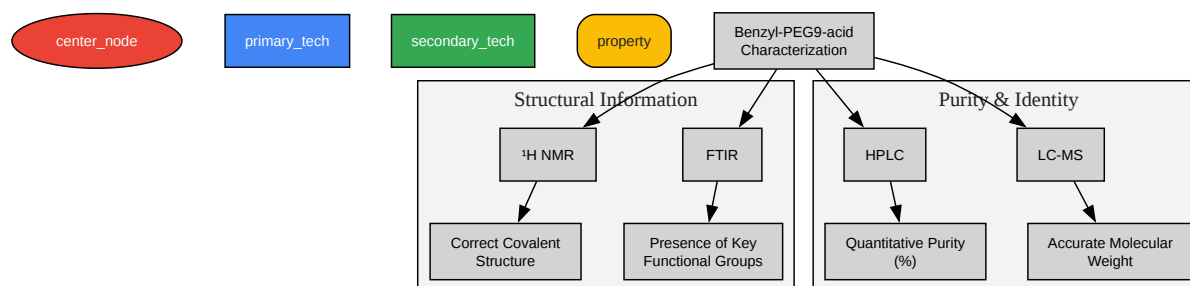 center_node
primary_tech
secondary_tech
property
Benzyl-PEG9-acid
Characterization
Structural Information
Purity & Identity
¹H NMR
FTIR
HPLC
LC-MS
Correct Covalent
Structure
Presence of Key
Functional Groups
Quantitative Purity
(%)
Accurate Molecular
Weight